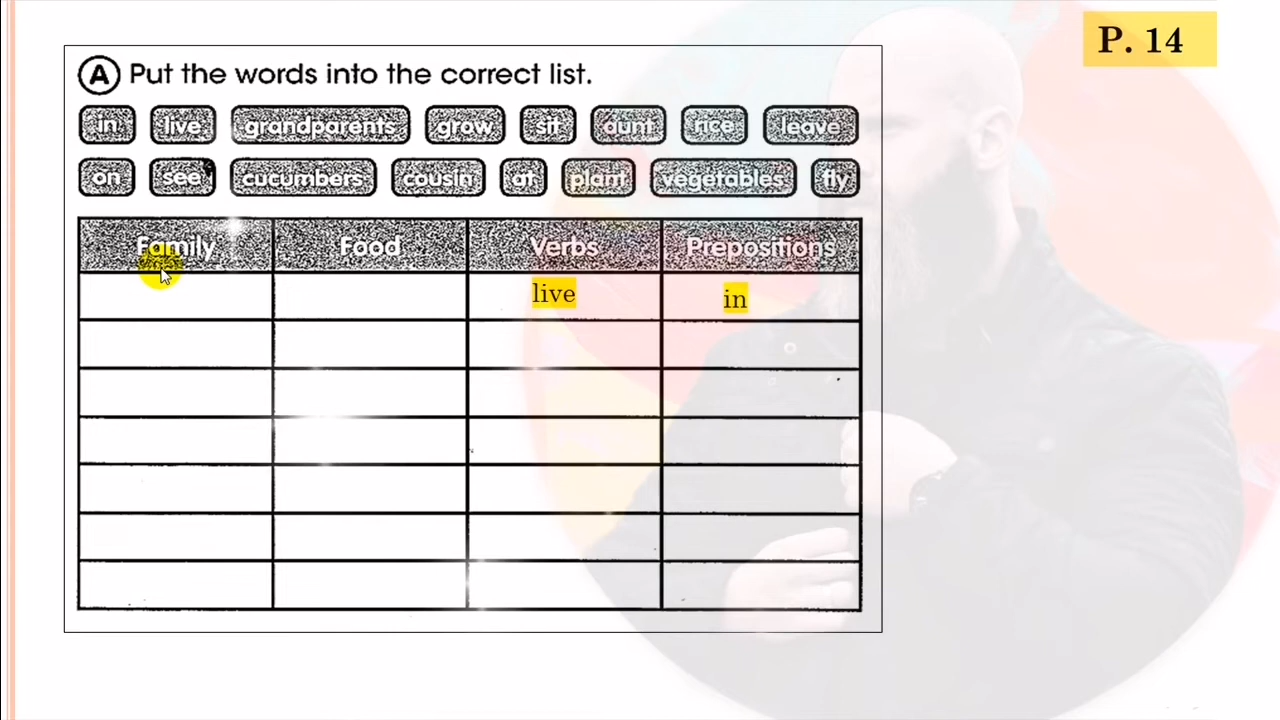 P. 14
A Put the words into the correct list.
in live grandparents grow sit aunt rice leave
on see cucumbers cousin at plant vegetables fly
Family Food Verbs Prepositions
live in